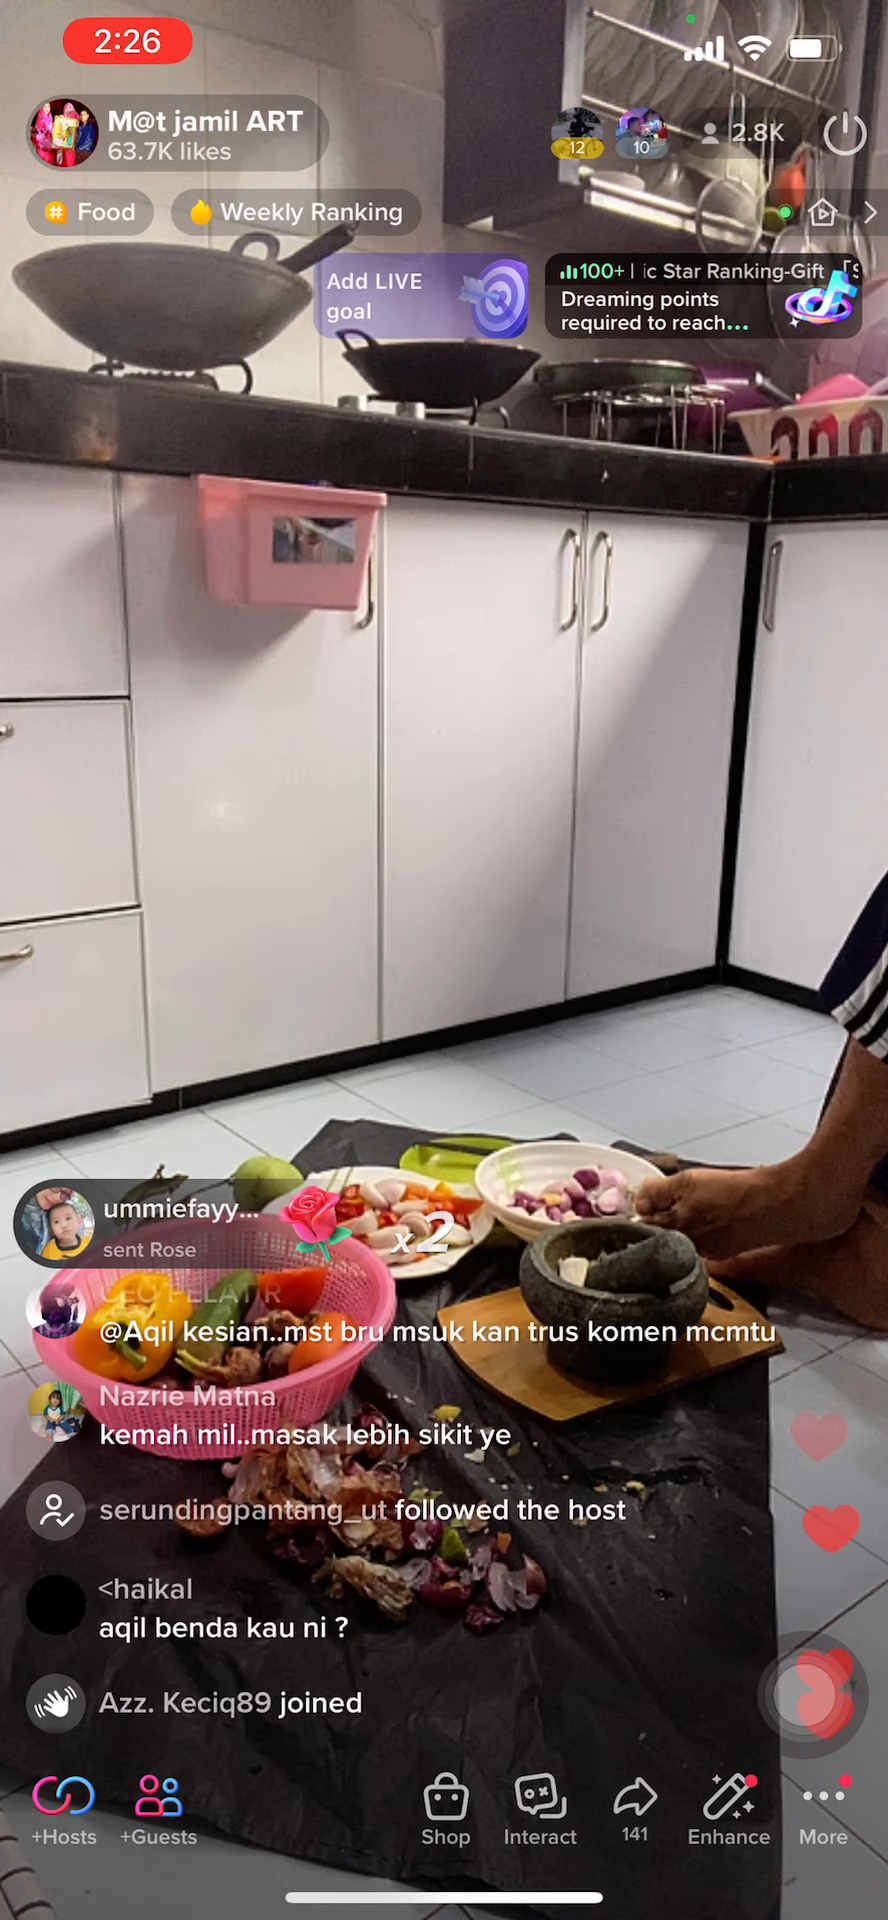 2:26
M@t jamil ART
63.7K likes
12
10
2.8K
Food
Weekly Ranking
Add LIVE
goal
100+
ic Star Ranking-Gift
Dreaming points
required to reach...
ummiefayy...
sent Rose
x2
CEO PELATIR
@Aqil kesian..mst bru msuk kan trus komen mcmtu
Nazrie Matna
kemah mil..masak lebih sikit ye
serundingpantang_ut followed the host
<haikal
aqil benda kau ni ?
Azz. Keciq89 joined
+Hosts
+Guests
Shop
Interact
141
Enhance
More